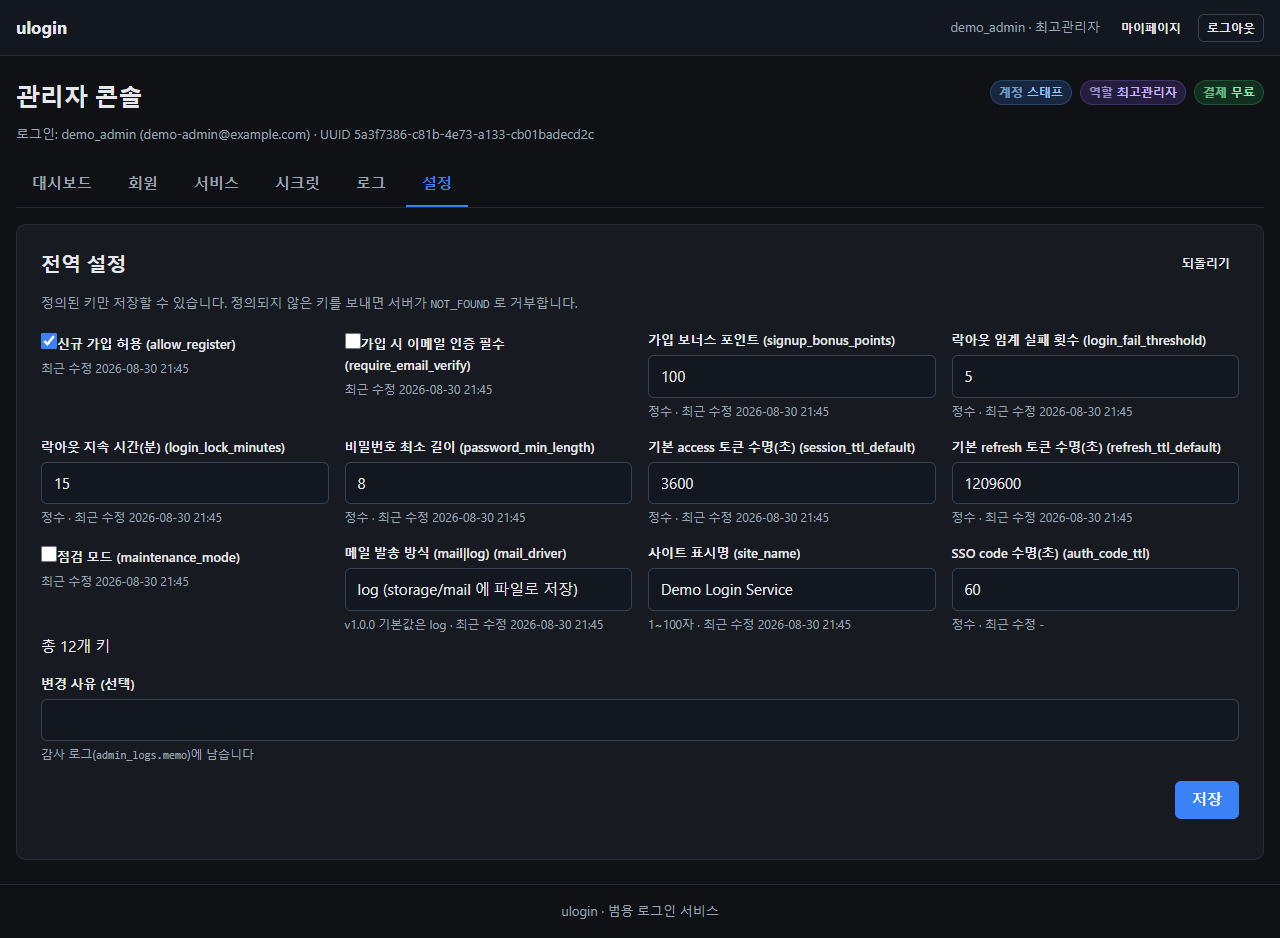 ulogin
demo_admin · 최고관리자 마이페이지 로그아웃
관리자 콘솔
계정 스태프 역할 최고관리자 결제 무료
로그인: demo_admin (demo-admin@example.com) · UUID 5a3f7386-c81b-4e73-a133-cb01badecd2c
대시보드 회원 서비스 시크릿 로그 설정
전역 설정
되돌리기
정의된 키만 저장할 수 있습니다. 정의되지 않은 키를 보내면 서버가 NOT_FOUND 로 거부합니다.
신규 가입 허용 (allow_register)
최근 수정 2026-08-30 21:45
가입 시 이메일 인증 필수
(require_email_verify)
최근 수정 2026-08-30 21:45
가입 보너스 포인트 (signup_bonus_points)
100
정수 · 최근 수정 2026-08-30 21:45
락아웃 임계 실패 횟수 (login_fail_threshold)
5
정수 · 최근 수정 2026-08-30 21:45
락아웃 지속 시간(분) (login_lock_minutes)
15
정수 · 최근 수정 2026-08-30 21:45
비밀번호 최소 길이 (password_min_length)
8
정수 · 최근 수정 2026-08-30 21:45
기본 access 토큰 수명(초) (session_ttl_default)
3600
정수 · 최근 수정 2026-08-30 21:45
기본 refresh 토큰 수명(초) (refresh_ttl_default)
1209600
정수 · 최근 수정 2026-08-30 21:45
점검 모드 (maintenance_mode)
최근 수정 2026-08-30 21:45
메일 발송 방식 (mail|log) (mail_driver)
log (storage/mail 에 파일로 저장)
v1.0.0 기본값은 log · 최근 수정 2026-08-30 21:45
사이트 표시명 (site_name)
Demo Login Service
1~100자 · 최근 수정 2026-08-30 21:45
SSO code 수명(초) (auth_code_ttl)
60
정수 · 최근 수정 -
총 12개 키
변경 사유 (선택)
감사 로그(admin_logs.memo)에 남습니다
저장
ulogin · 범용 로그인 서비스